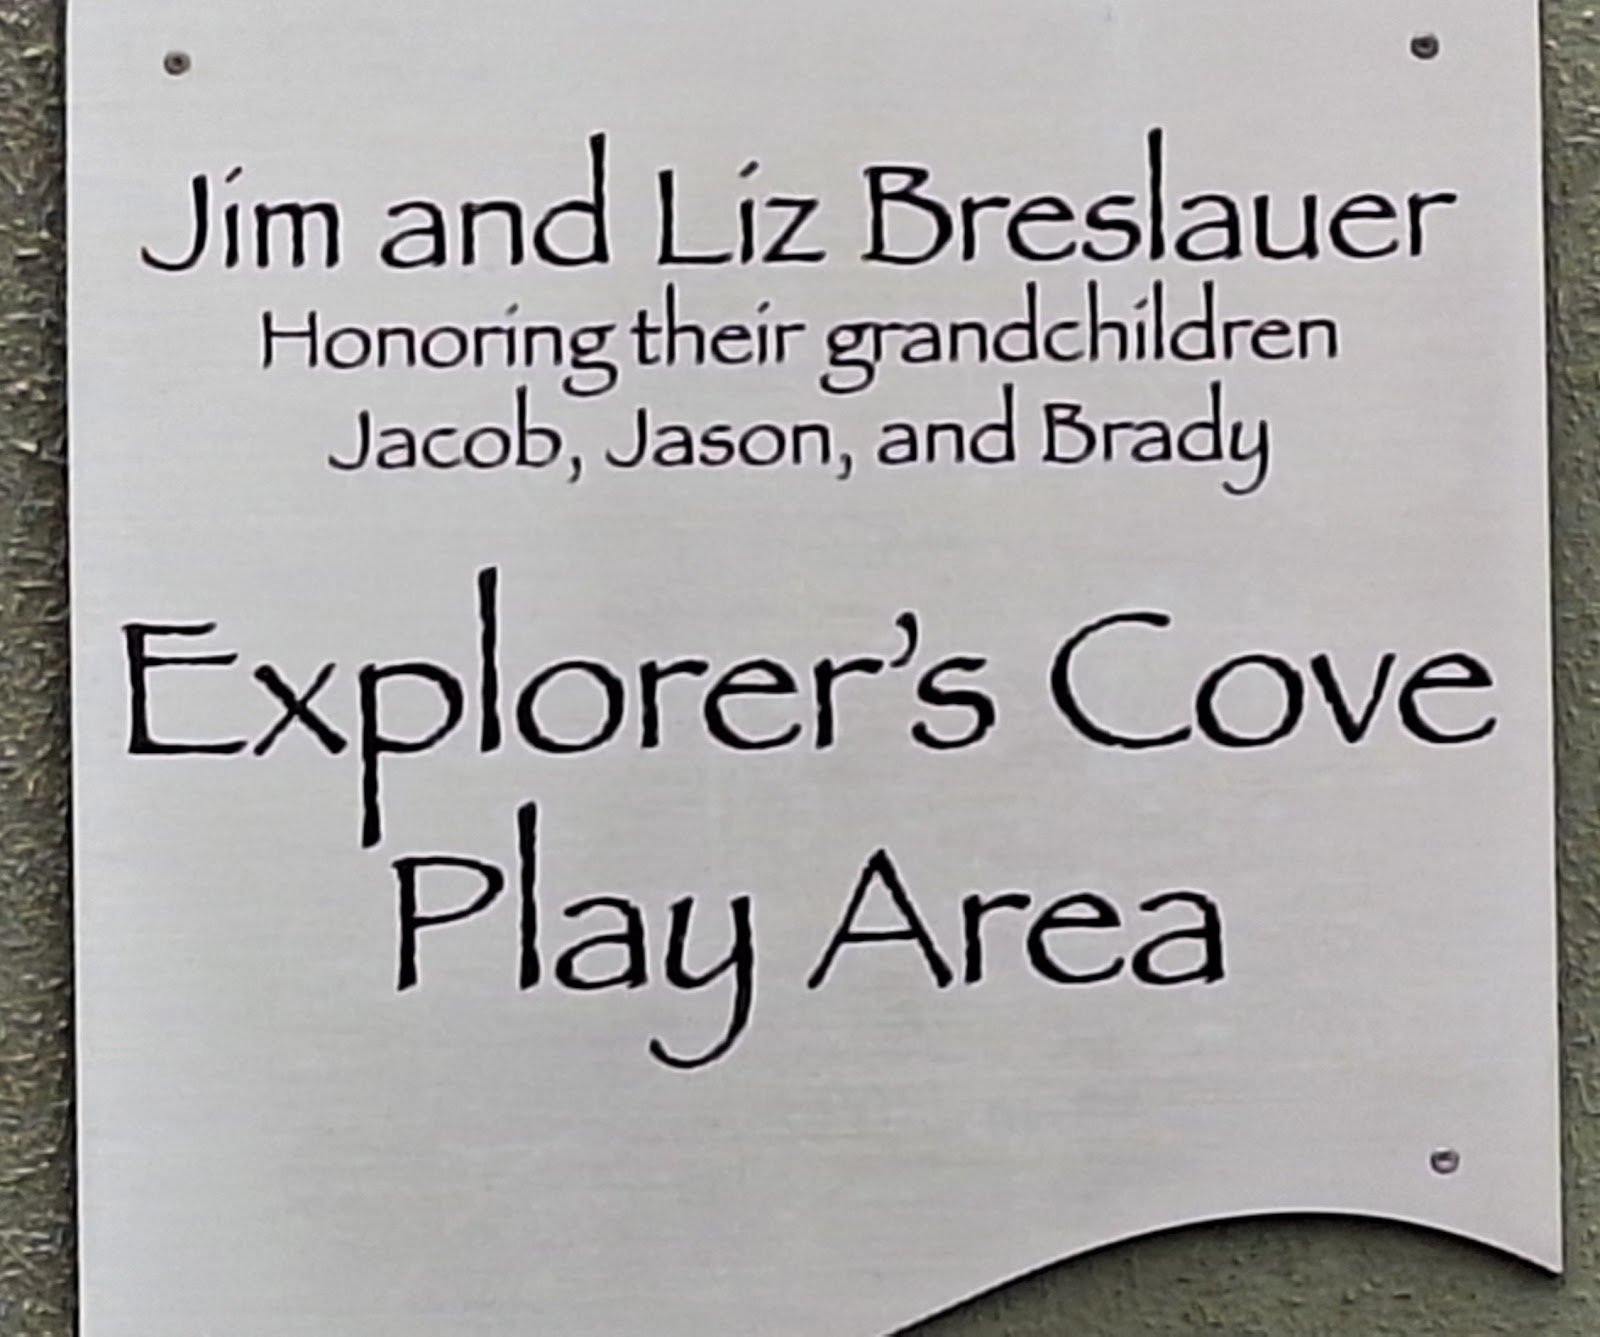 Jim and Liz Breslauer
Honoring their grandchildren
Jacob, Jason, and Brady
Explorer’s Cove
Play Area